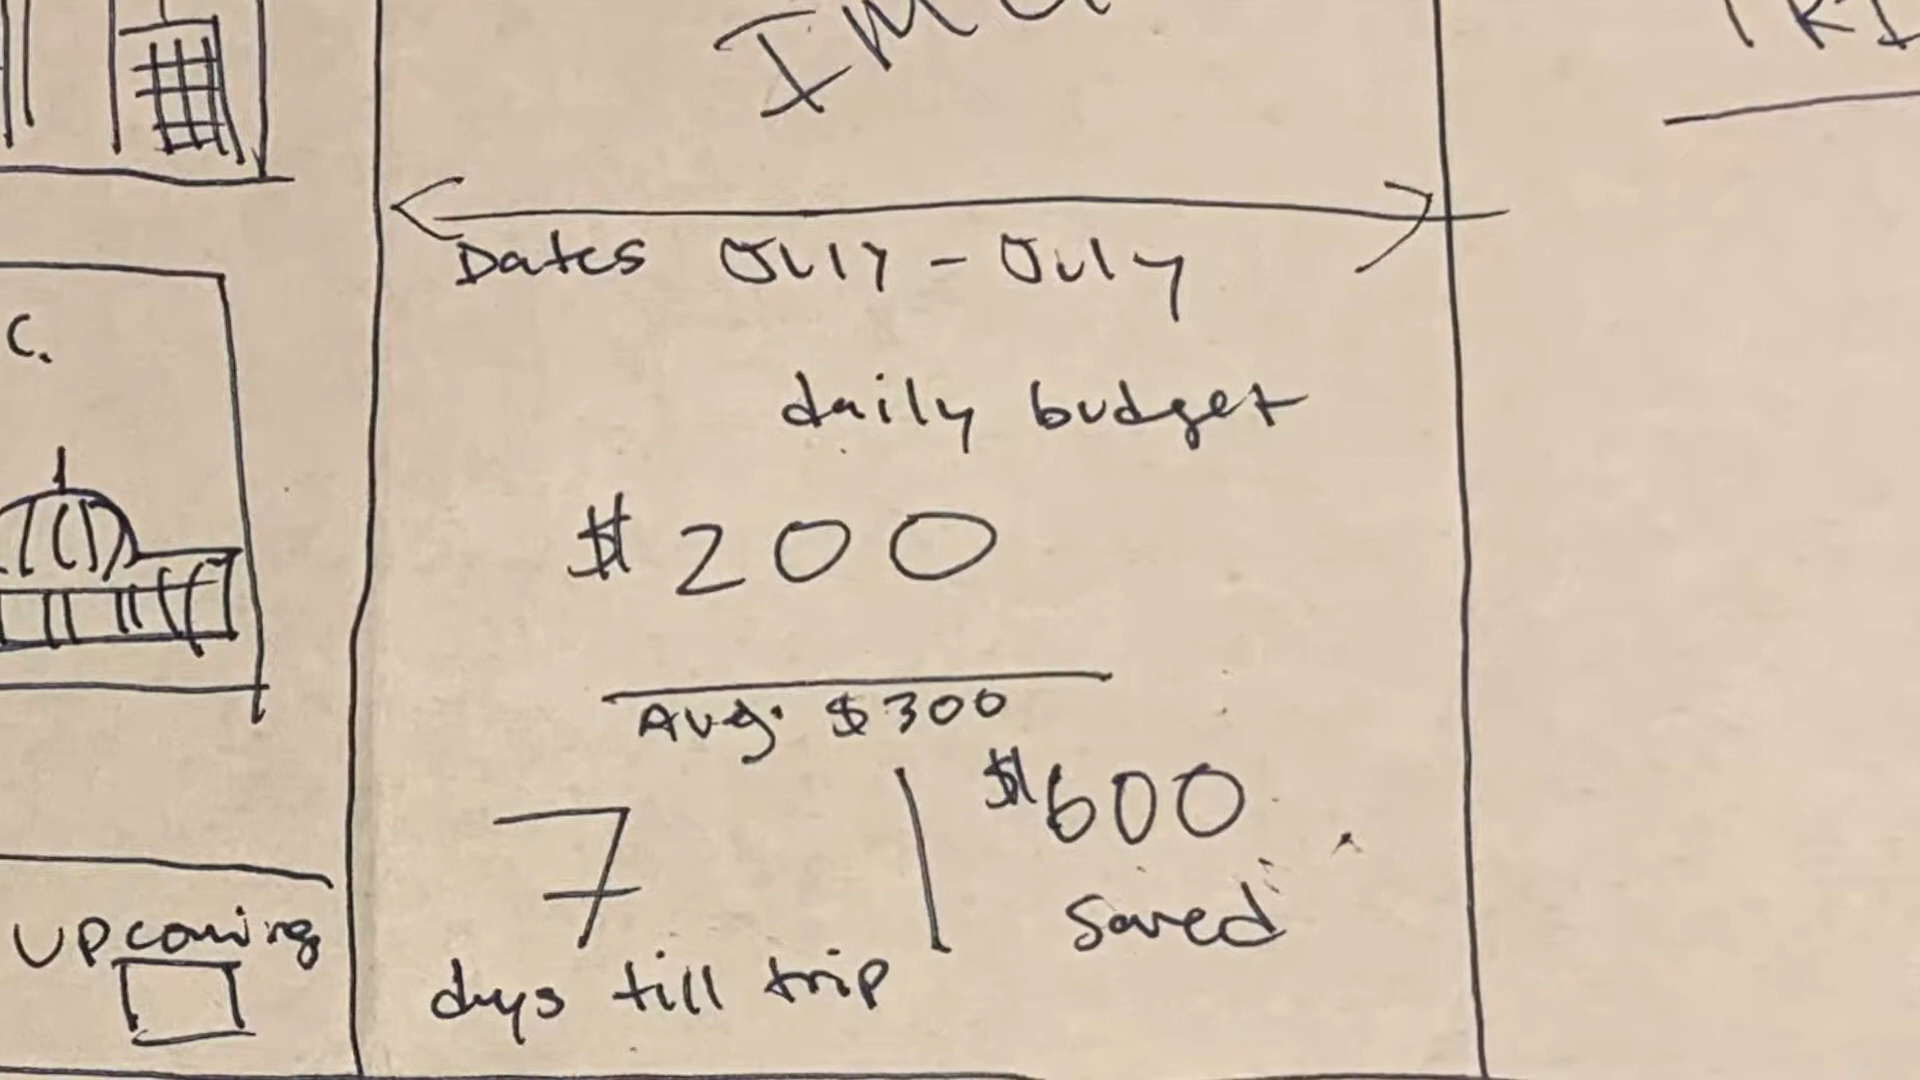 C.
Upcoming
Dates July - July
daily budget
$200
Avg. $300
7
days till trip
$600
saved